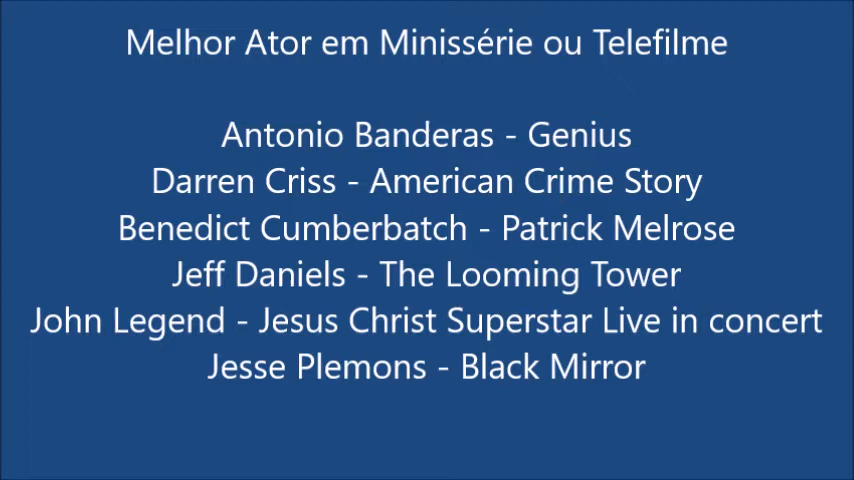 Melhor Ator em Minissérie ou Telefilme
Antonio Banderas - Genius
Darren Criss - American Crime Story
Benedict Cumberbatch - Patrick Melrose
Jeff Daniels - The Looming Tower
John Legend - Jesus Christ Superstar Live in concert
Jesse Plemons - Black Mirror